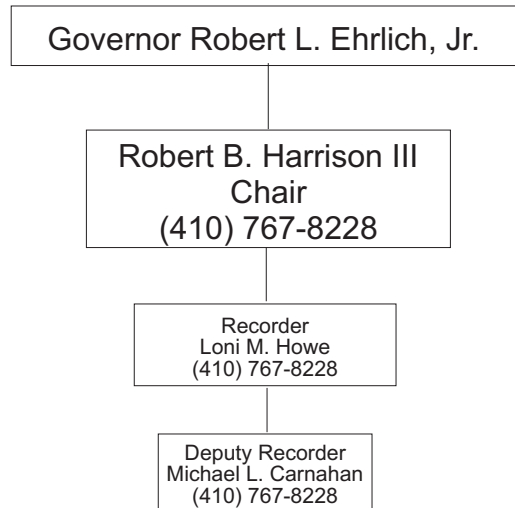 Governor Robert L. Ehrlich, Jr.
Robert B. Harrison III
Chair
(410) 767-8228
Recorder
Loni M. Howe
(410) 767-8228
Deputy Recorder
Michael L. Carnahan
(410) 767-8228